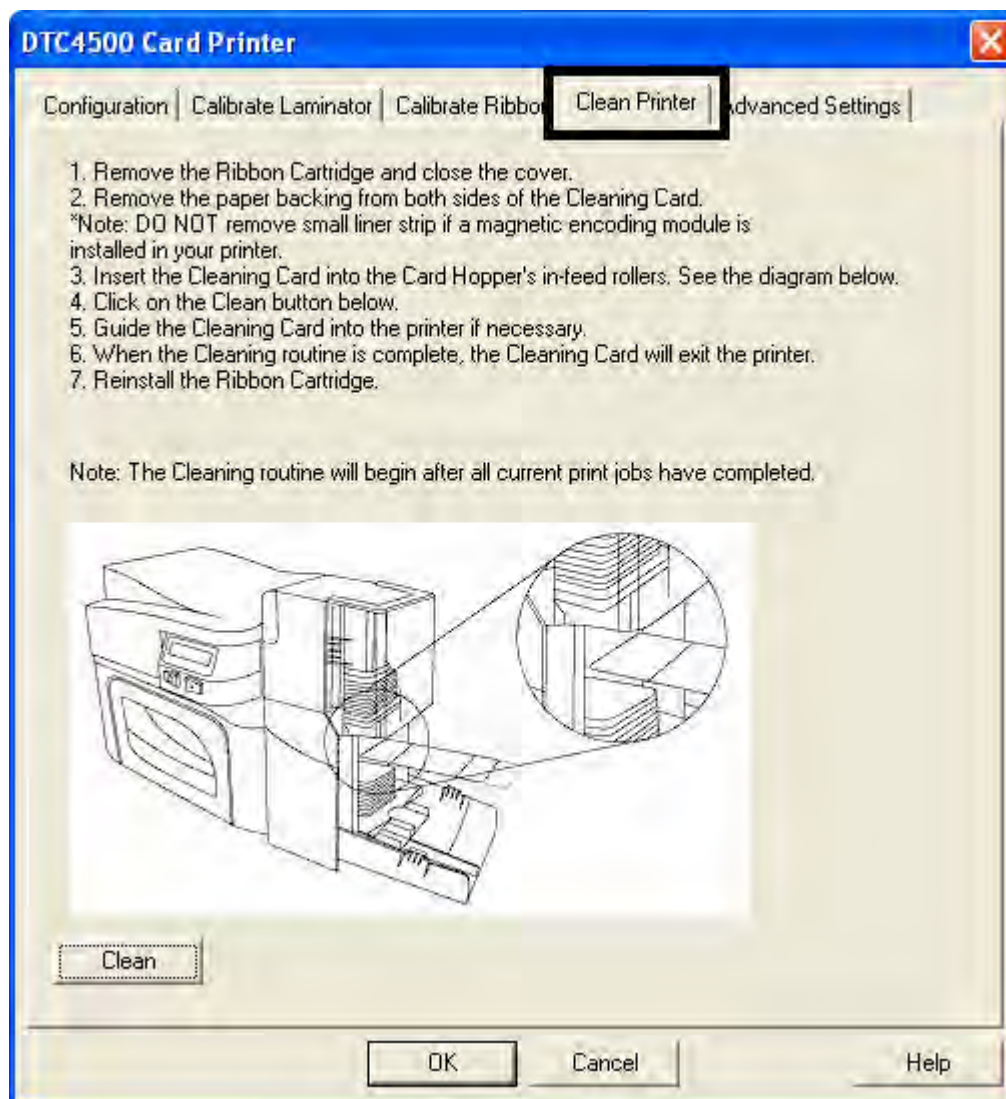 DTC4500 Card Printer
Configuration Calibrate Laminator Calibrate Ribbo Clean Printer dvanced Settings
1. Remove the Ribbon Cartridge and close the cover.
2. Remove the paper backing from both sides of the Cleaning Card.
*Note: DO NOT remove small liner strip if a magnetic encoding module is
installed in your printer.
3. Insert the Cleaning Card into the Card Hopper's in-feed rollers. See the diagram below.
4. Click on the Clean button below.
5. Guide the Cleaning Card into the printer if necessary.
6. When the Cleaning routine is complete, the Cleaning Card will exit the printer.
7. Reinstall the Ribbon Cartridge.
Note: The Cleaning routine will begin after all current print jobs have completed.
Clean
OK Cancel Help